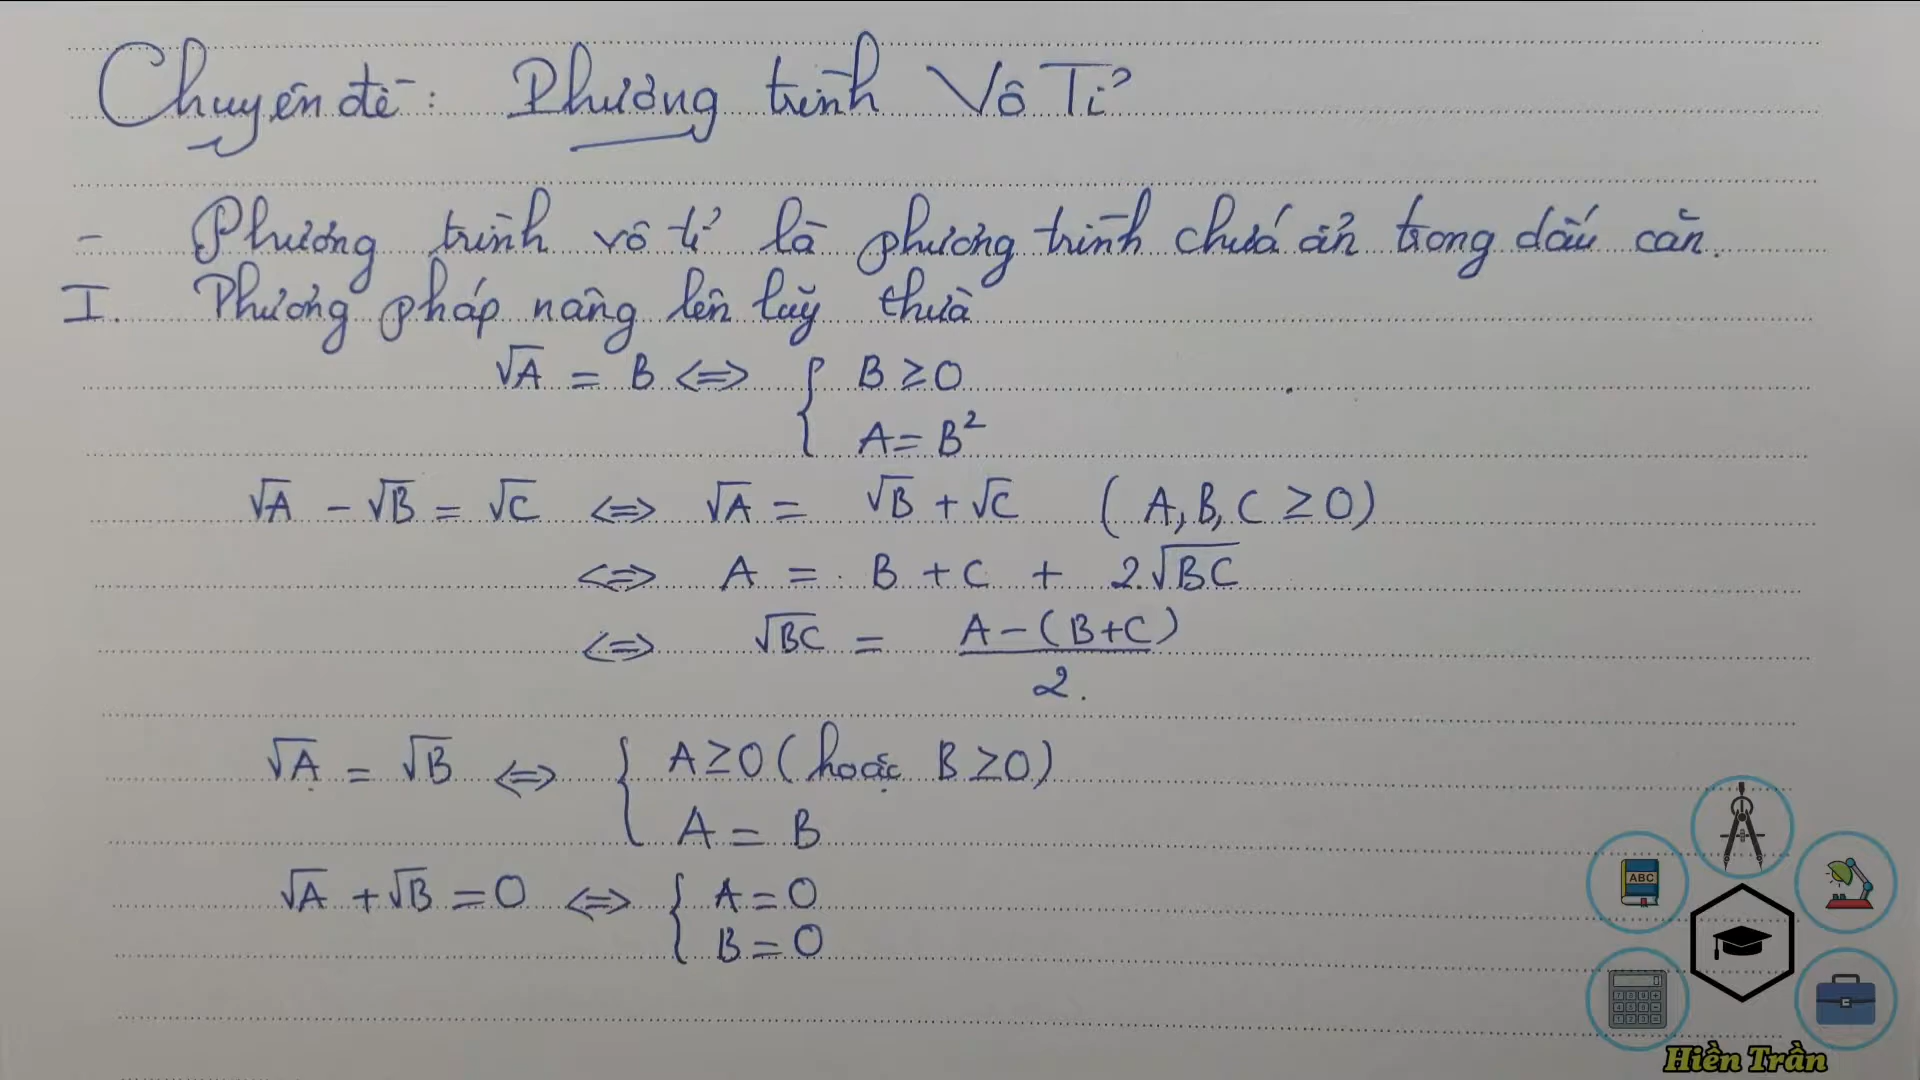 Chuyên đề: Phương trình Vô Tỉ
- Phương trình vô tỉ là phương trình chứa ẩn trong dấu căn.
I. Phương pháp nâng lên lũy thừa
√A = B <=> { B ≥ 0
A = B²
√A - √B = √C <=> √A = √B + √C (A, B, C ≥ 0)
<=> A = B + C + 2√BC
<=> √BC = A - (B+C) / 2.
√A = √B <=> { A ≥ 0 (hoặc B ≥ 0)
A = B
√A + √B = 0 <=> { A = 0
B = 0
ABC
Hiền Trần